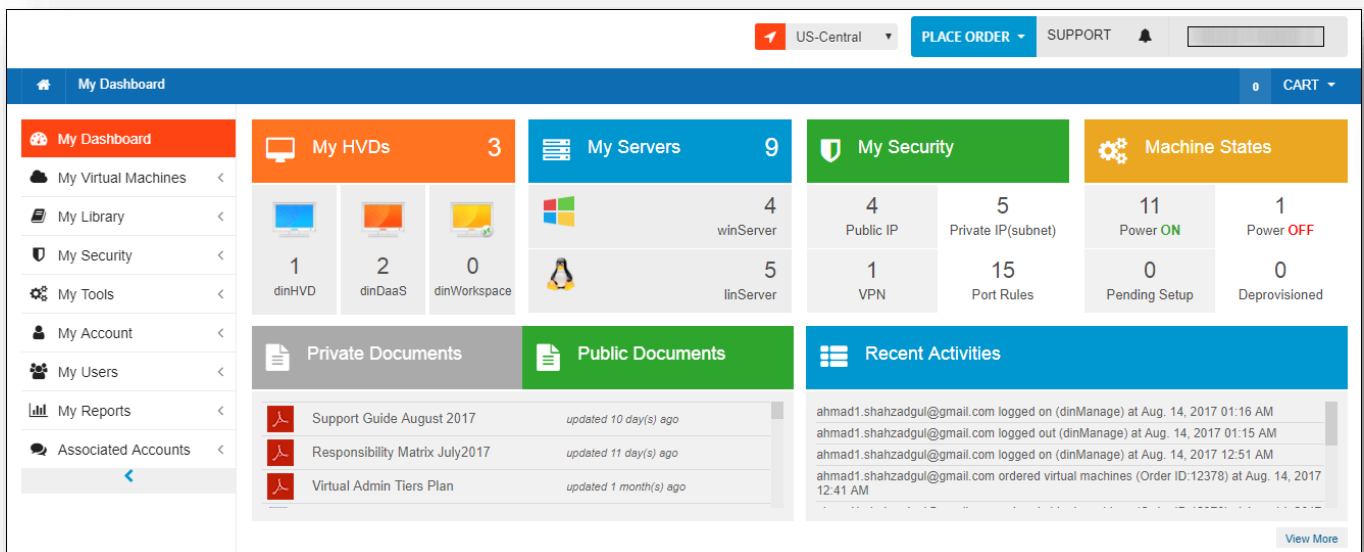 US-Central
PLACE ORDER
SUPPORT
My Dashboard
0
CART
My Dashboard
My Virtual Machines
My Library
My Security
My Tools
My Account
My Users
My Reports
Associated Accounts
My HVDs 3
1
dinHVD
2
dinDaaS
0
dinWorkspace
My Servers 9
4
winServer
5
linServer
My Security
4
Public IP
5
Private IP(subnet)
1
VPN
15
Port Rules
Machine States
11
Power ON
1
Power OFF
0
Pending Setup
0
Deprovisioned
Private Documents
Public Documents
Support Guide August 2017 updated 10 day(s) ago
Responsibility Matrix July2017 updated 11 day(s) ago
Virtual Admin Tiers Plan updated 1 month(s) ago
Recent Activities
ahmad1.shahzadgul@gmail.com logged on (dinManage) at Aug. 14, 2017 01:16 AM
ahmad1.shahzadgul@gmail.com logged out (dinManage) at Aug. 14, 2017 01:15 AM
ahmad1.shahzadgul@gmail.com logged on (dinManage) at Aug. 14, 2017 12:51 AM
ahmad1.shahzadgul@gmail.com ordered virtual machines (Order ID:12378) at Aug. 14, 2017
12:41 AM
View More